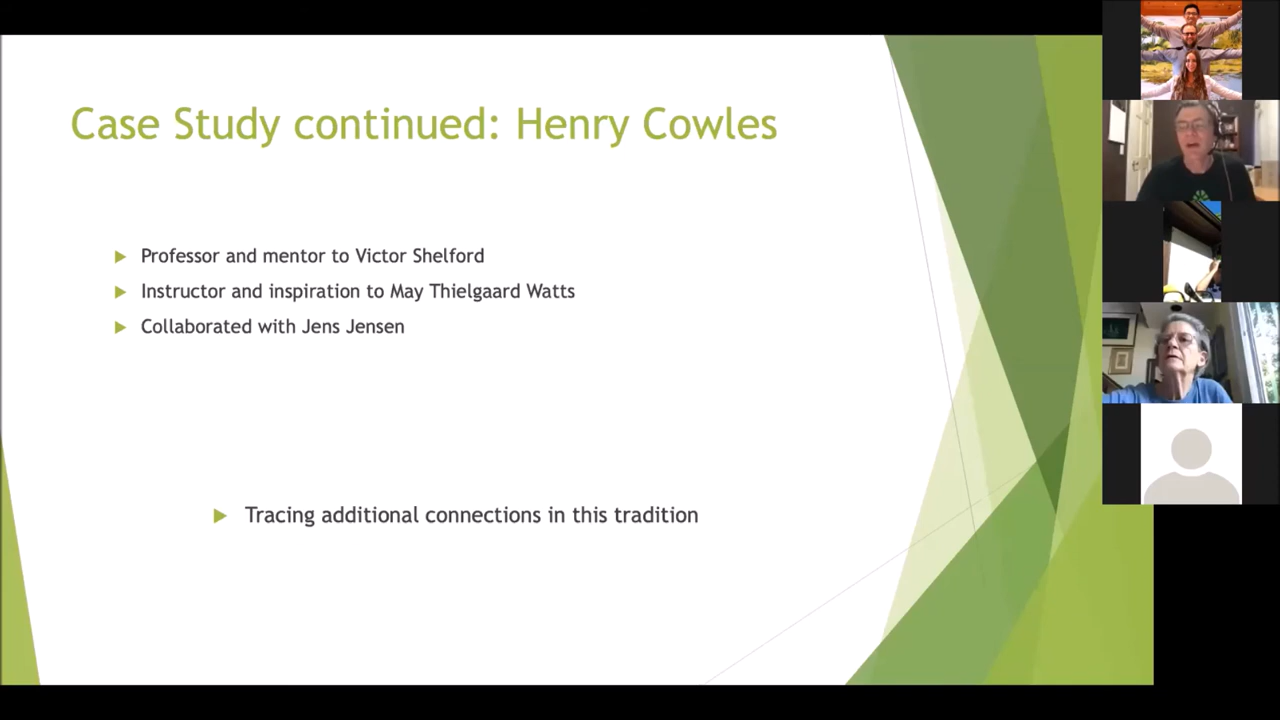 Case Study continued: Henry Cowles
Professor and mentor to Victor Shelford
Instructor and inspiration to May Thielgaard Watts
Collaborated with Jens Jensen
Tracing additional connections in this tradition